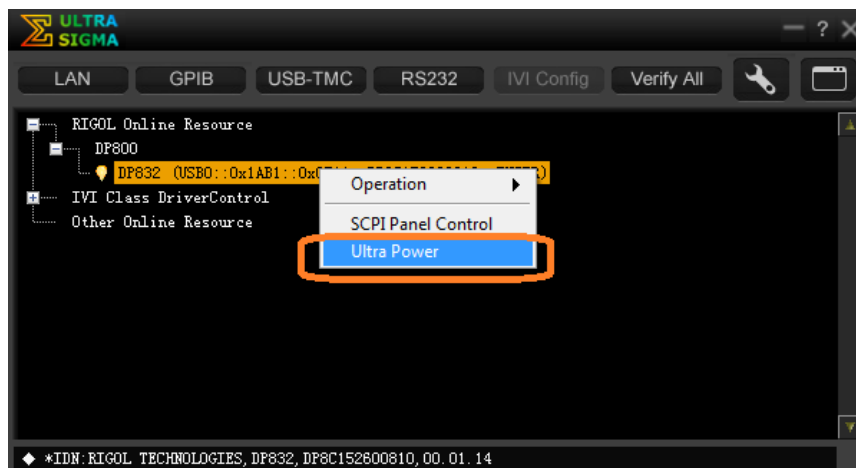 ULTRA
SIGMA
LAN GPIB USB-TMC RS232 IVI Config Verify All
RIGOL Online Resource
DP800
DP832 (USB0::0x1AB1::
IVI Class DriverControl
Other Online Resource
Operation
SCPI Panel Control
Ultra Power
*IDN:RIGOL TECHNOLOGIES,DP832,DP8C152600810,00.01.14